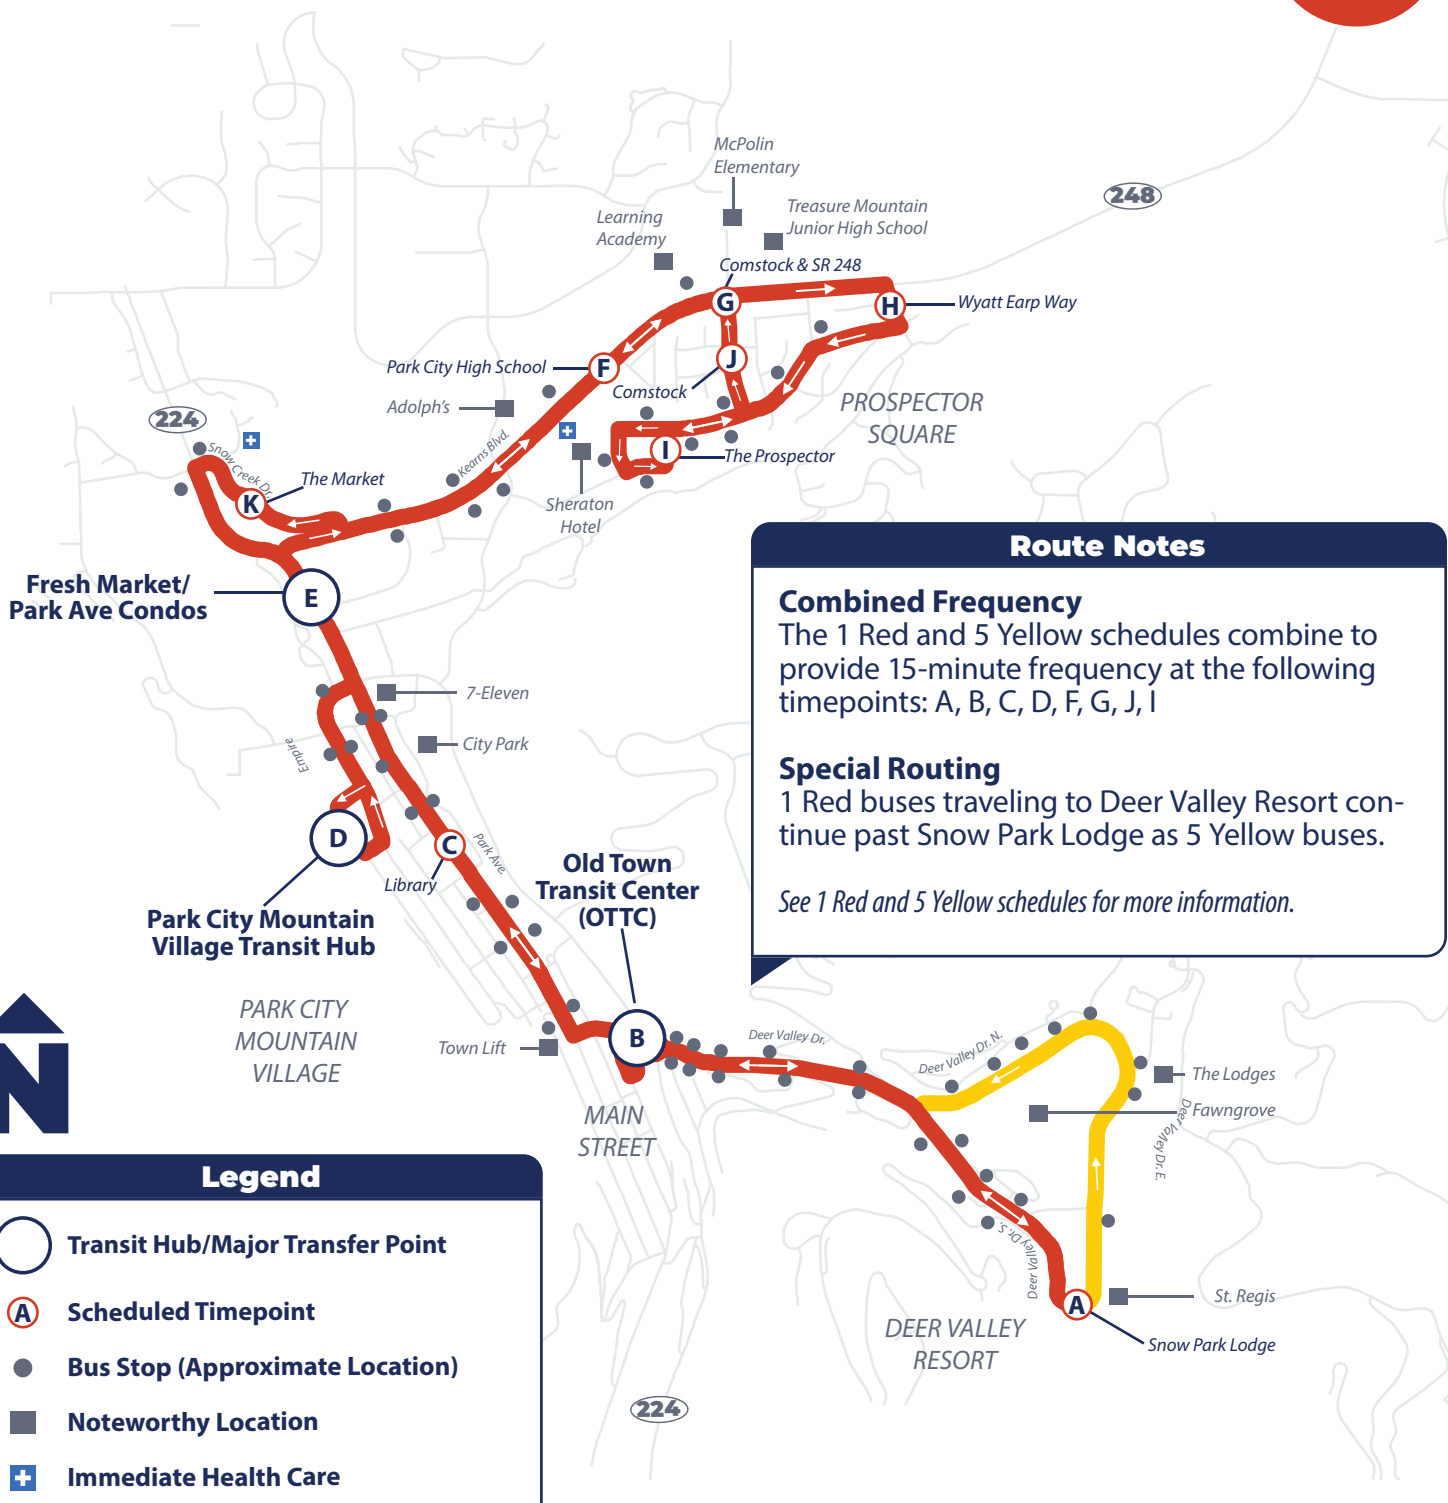 McPolin
Elementary
248
Treasure Mountain
Junior High School
Learning
Academy
Comstock & SR 248
G
H
Wyatt Earp Way
Park City High School
F
J
Comstock
Adolph's
PROSPECTOR
SQUARE
224
Kearns Blvd.
I
The Prospector
Snow Creek Dr.
The Market
K
Sheraton
Hotel
Fresh Market/
Park Ave Condos
E
7-Eleven
City Park
Empire
D
C
Park Ave.
Library
Park City Mountain
Village Transit Hub
Old Town
Transit Center
(OTTC)
Route Notes
Combined Frequency
The 1 Red and 5 Yellow schedules combine to
provide 15-minute frequency at the following
timepoints: A, B, C, D, F, G, J, I
Special Routing
1 Red buses traveling to Deer Valley Resort con-
tinue past Snow Park Lodge as 5 Yellow buses.
See 1 Red and 5 Yellow schedules for more information.
PARK CITY
MOUNTAIN
VILLAGE
N
Town Lift
B
Deer Valley Dr.
Deer Valley Dr. N.
The Lodges
Fawngrove
Deer Valley Dr. E.
MAIN
STREET
Deer Valley Dr. S.
A
St. Regis
Snow Park Lodge
DEER VALLEY
RESORT
224
Legend
Transit Hub/Major Transfer Point
A
Scheduled Timepoint
Bus Stop (Approximate Location)
Noteworthy Location
Immediate Health Care